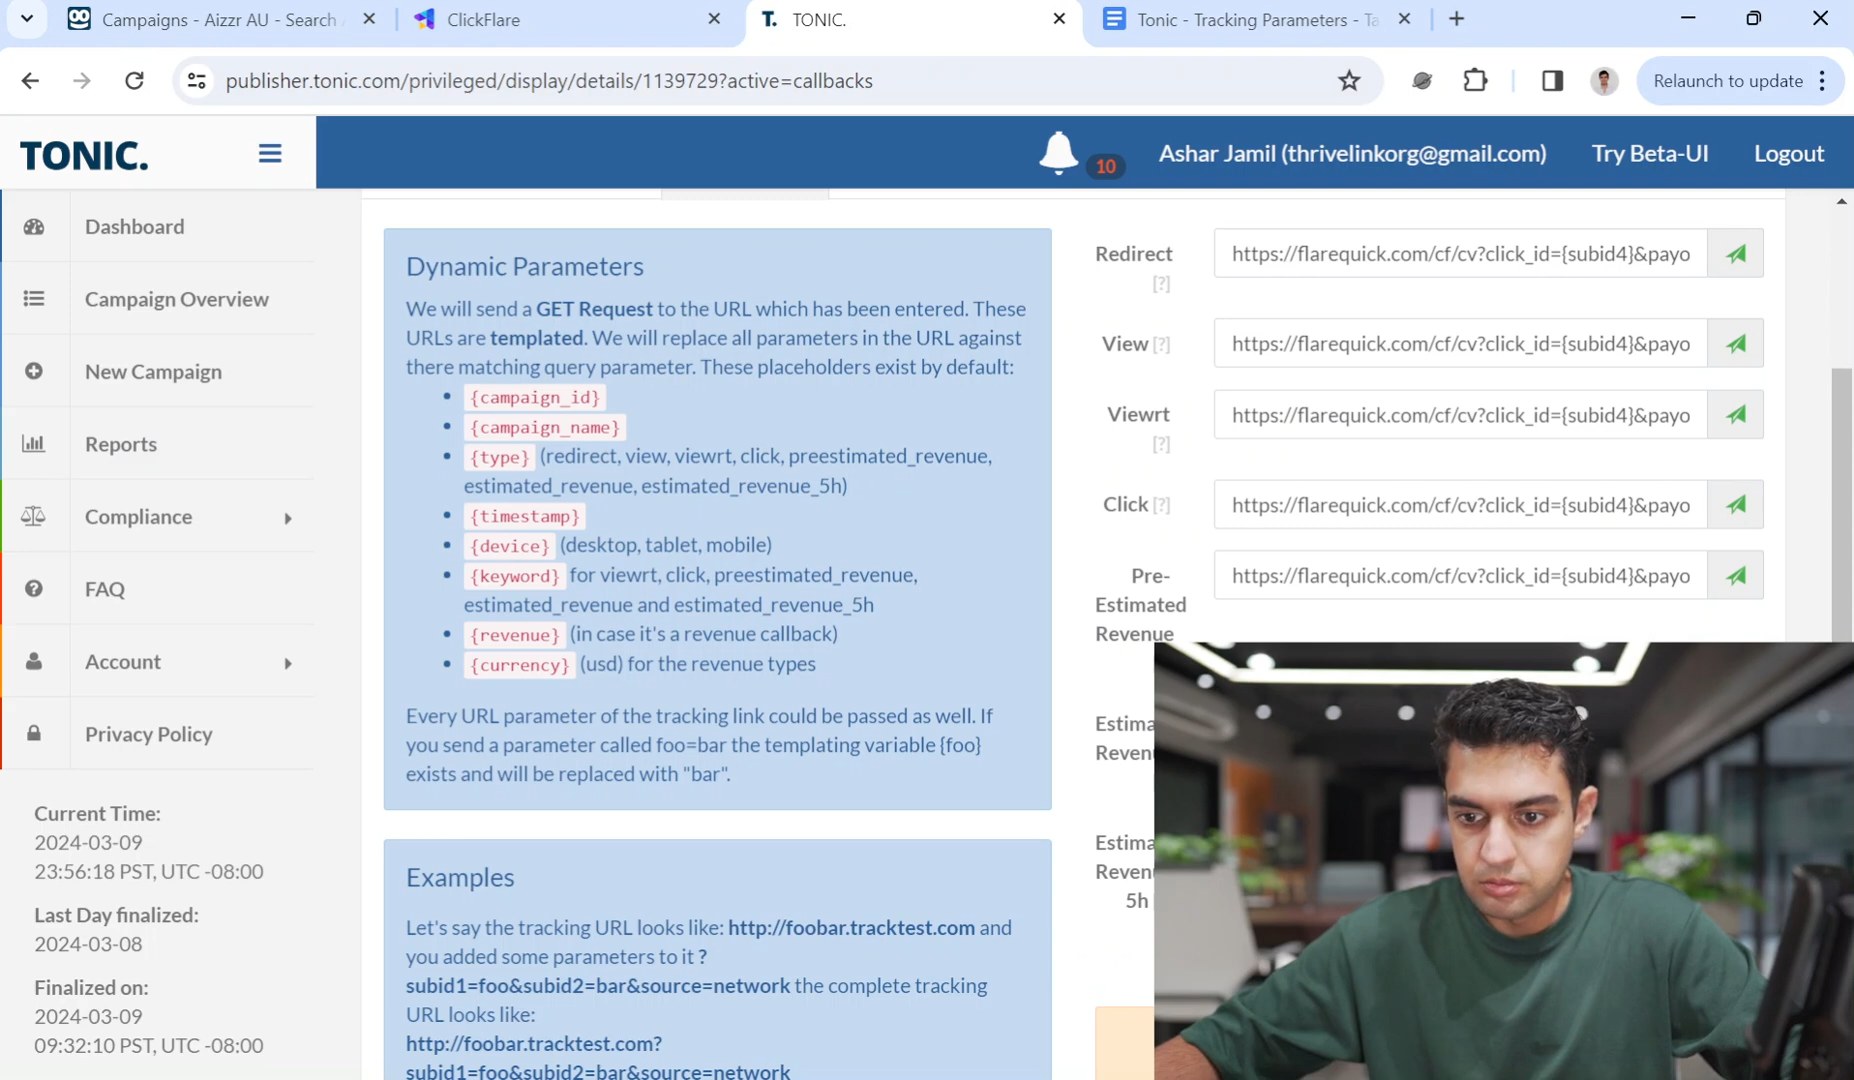 Campaigns - Aizzr AU - Search
ClickFlare
T. TONIC.
Tonic - Tracking Parameters - Ta
publisher.tonic.com/privileged/display/details/1139729?active=callbacks
Relaunch to update
TONIC.
10
Ashar Jamil (thrivelinkorg@gmail.com)
Try Beta-UI
Logout
Dashboard
Campaign Overview
New Campaign
Reports
Compliance
FAQ
Account
Privacy Policy
Current Time:
2024-03-09
23:56:18 PST, UTC -08:00
Last Day finalized:
2024-03-08
Finalized on:
2024-03-09
09:32:10 PST, UTC -08:00
Dynamic Parameters
We will send a GET Request to the URL which has been entered. These
URLs are templated. We will replace all parameters in the URL against
there matching query parameter. These placeholders exist by default:
{campaign_id}
{campaign_name}
{type} (redirect, view, viewrt, click, preestimated_revenue,
estimated_revenue, estimated_revenue_5h)
{timestamp}
{device} (desktop, tablet, mobile)
{keyword} for viewrt, click, preestimated_revenue,
estimated_revenue and estimated_revenue_5h
{revenue} (in case it's a revenue callback)
{currency} (usd) for the revenue types
Every URL parameter of the tracking link could be passed as well. If
you send a parameter called foo=bar the templating variable {foo}
exists and will be replaced with "bar".
Examples
Let's say the tracking URL looks like: http://foobar.tracktest.com and
you added some parameters to it ?
subid1=foo&subid2=bar&source=network the complete tracking
URL looks like:
http://foobar.tracktest.com?
subid1=foo&subid2=bar&source=network
Redirect
[?]
https://flarequick.com/cf/cv?click_id={subid4}&payo
View [?]
https://flarequick.com/cf/cv?click_id={subid4}&payo
Viewrt
[?]
https://flarequick.com/cf/cv?click_id={subid4}&payo
Click [?]
https://flarequick.com/cf/cv?click_id={subid4}&payo
Pre-
Estimated
Revenue
https://flarequick.com/cf/cv?click_id={subid4}&payo
Estima
Revenu
Estima
Revenu
5h